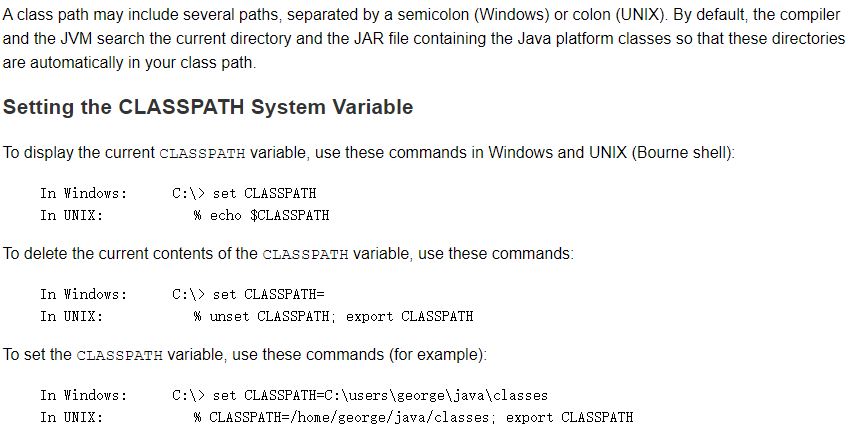 A class path may include several paths, separated by a semicolon (Windows) or colon (UNIX). By default, the compiler
and the JVM search the current directory and the JAR file containing the Java platform classes so that these directories
are automatically in your class path.
Setting the CLASSPATH System Variable
To display the current CLASSPATH variable, use these commands in Windows and UNIX (Bourne shell):
In Windows: C:\> set CLASSPATH
In UNIX: % echo $CLASSPATH
To delete the current contents of the CLASSPATH variable, use these commands:
In Windows: C:\> set CLASSPATH=
In UNIX: % unset CLASSPATH; export CLASSPATH
To set the CLASSPATH variable, use these commands (for example):
In Windows: C:\> set CLASSPATH=C:\users\george\java\classes
In UNIX: % CLASSPATH=/home/george/java/classes; export CLASSPATH